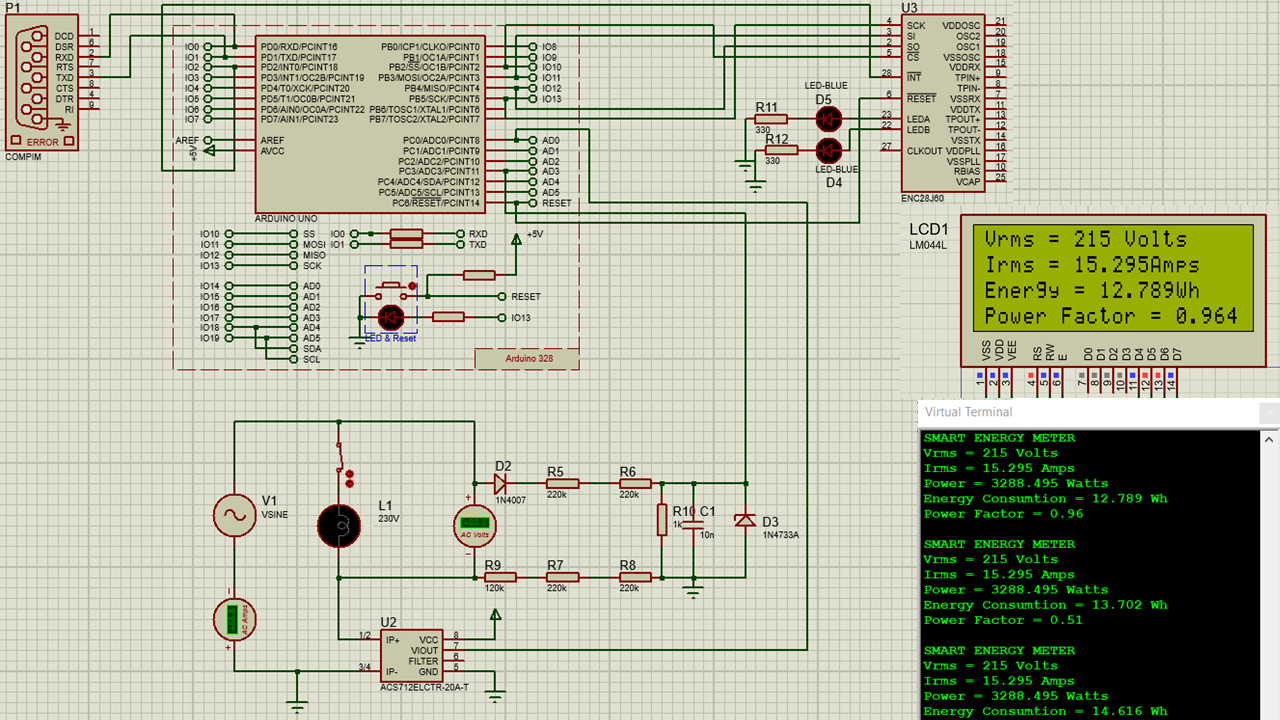 P1
DCD
DSR
RXD
RTS
TXD
CTS
DTR
RI
1
6
2
7
3
8
4
9
ERROR
COMPIM
IO0
IO1
IO2
IO3
IO4
IO5
IO6
IO7
AREF
+5V
PD0/RXD/PCINT16
PD1/TXD/PCINT17
PD2/INT0/PCINT18
PD3/INT1/OC2B/PCINT19
PD4/T0/XCK/PCINT20
PD5/T1/OC0B/PCINT21
PD6/AIN0/OC0A/PCINT22
PD7/AIN1/PCINT23
AREF
AVCC
PB0/ICP1/CLKO/PCINT0
PB1/OC1A/PCINT1
PB2/SS/OC1B/PCINT2
PB3/MOSI/OC2A/PCINT3
PB4/MISO/PCINT4
PB5/SCK/PCINT5
PB6/TOSC1/XTAL1/PCINT6
PB7/TOSC2/XTAL2/PCINT7
PC0/ADC0/PCINT8
PC1/ADC1/PCINT9
PC2/ADC2/PCINT10
PC3/ADC3/PCINT11
PC4/ADC4/SDA/PCINT12
PC5/ADC5/SCL/PCINT13
PC6/RESET/PCINT14
IO8
IO9
IO10
IO11
IO12
IO13
AD0
AD1
AD2
AD3
AD4
AD5
RESET
ARDUINO UNO
IO10 SS
IO11 MOSI
IO12 MISO
IO13 SCK
IO14 AD0
IO15 AD1
IO16 AD2
IO17 AD3
IO18 AD4
IO19 AD5
SDA
SCL
IO0 RXD
IO1 TXD
+5V
RESET
IO13
LED & Reset
Arduino 328
U3
4 SCK
3 SI
2 SO
5 CS
28 INT
6 RESET
23 LEDA
22 LEDB
27 CLKOUT
VDDOSC 21
OSC2 20
OSC1 19
VSSOSC 18
VDDRX 15
TPIN+ 9
TPIN- 8
VSSRX 7
VDDTX 11
TPOUT+ 13
TPOUT- 12
VSSTX 14
VDDPLL 16
VSSPLL 17
RBIAS 10
VCAP 25
ENC28J60
LED-BLUE
D5
R11
330
R12
330
LED-BLUE
D4
LCD1
LM044L
Vrms = 215 Volts
Irms = 15.295Amps
Energy = 12.789Wh
Power Factor = 0.964
VSS
VDD
VEE
RS
RW
E
D0
D1
D2
D3
D4
D5
D6
D7
1
2
3
4
5
6
7
8
9
10
11
12
13
14
V1
VSINE
L1
230V
AC Volts
AC Amps
D2
1N4007
R5
220k
R6
220k
R10
1k
C1
10n
D3
1N4733A
R9
120k
R7
220k
R8
220k
U2
1/2 IP+
3/4 IP-
VCC 8
VIOUT 7
FILTER 6
GND 5
ACS712ELCTR-20A-T
Virtual Terminal
SMART ENERGY METER
Vrms = 215 Volts
Irms = 15.295 Amps
Power = 3288.495 Watts
Energy Consumtion = 12.789 Wh
Power Factor = 0.96
SMART ENERGY METER
Vrms = 215 Volts
Irms = 15.295 Amps
Power = 3288.495 Watts
Energy Consumtion = 13.702 Wh
Power Factor = 0.51
SMART ENERGY METER
Vrms = 215 Volts
Irms = 15.295 Amps
Power = 3288.495 Watts
Energy Consumtion = 14.616 Wh